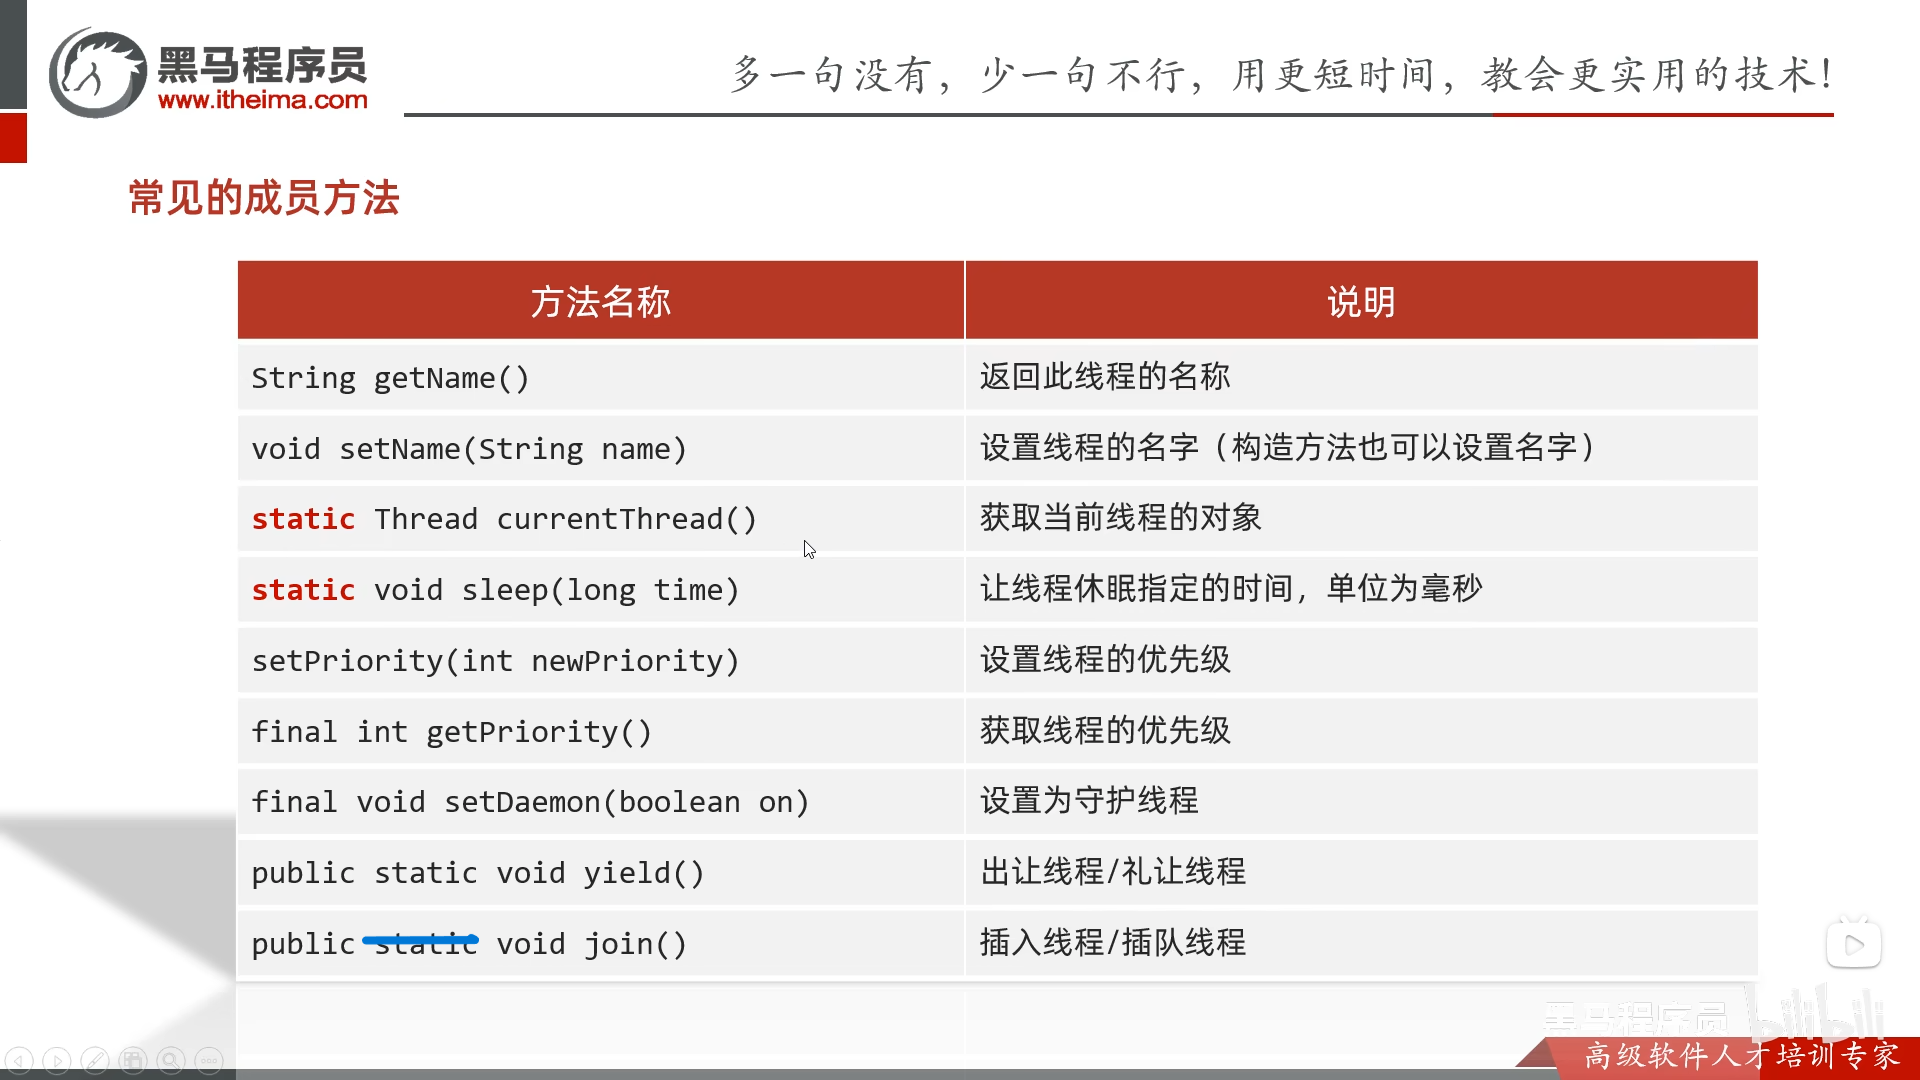 黑马程序员
www.itheima.com
多一句没有，少一句不行，用更短时间，教会更实用的技术！
常见的成员方法
方法名称 说明
String getName() 返回此线程的名称
void setName(String name) 设置线程的名字（构造方法也可以设置名字）
static Thread currentThread() 获取当前线程的对象
static void sleep(long time) 让线程休眠指定的时间，单位为毫秒
setPriority(int newPriority) 设置线程的优先级
final int getPriority() 获取线程的优先级
final void setDaemon(boolean on) 设置为守护线程
public static void yield() 出让线程/礼让线程
public static void join() 插入线程/插队线程
黑马程序员 bilibili
高级软件人才培训专家